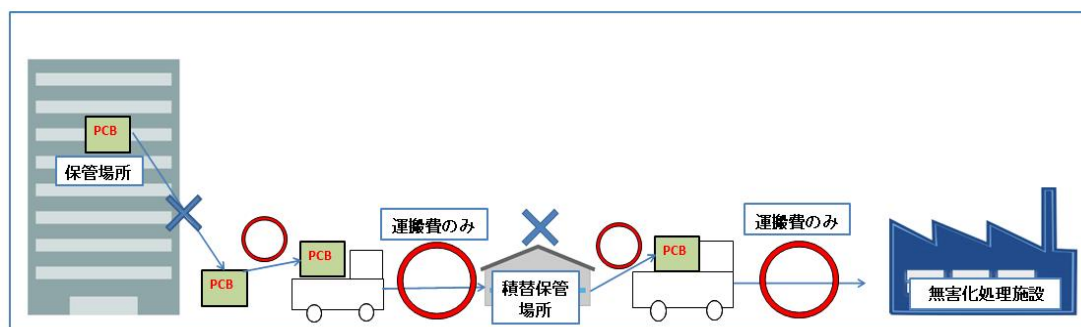 PCB
保管場所
PCB
PCB
運搬費のみ
積替保管
場所
PCB
運搬費のみ
無害化処理施設